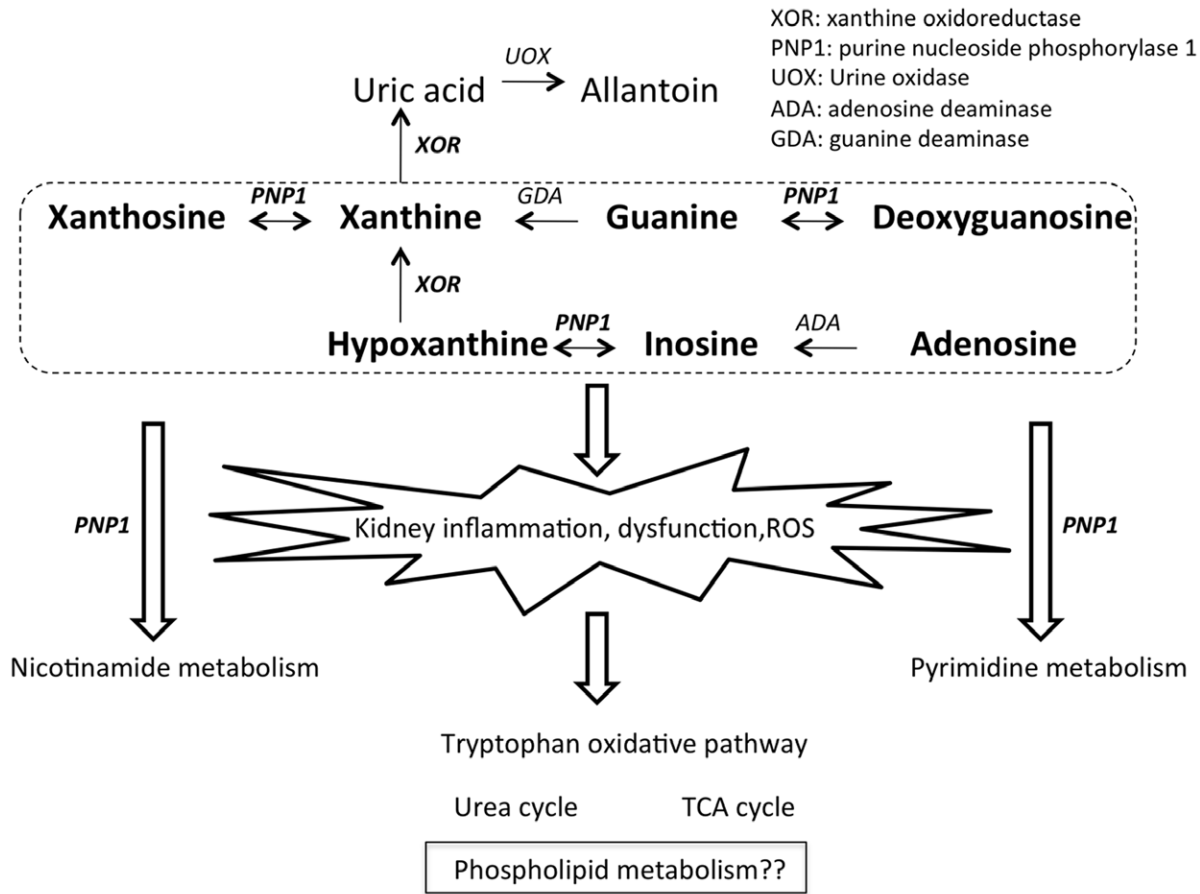 XOR: xanthine oxidoreductase
PNP1: purine nucleoside phosphorylase 1
UOX: Urine oxidase
ADA: adenosine deaminase
GDA: guanine deaminase
UOX
Uric acid Allantoin
XOR
PNP1 GDA PNP1
Xanthosine Xanthine Guanine Deoxyguanosine
XOR
PNP1 ADA
Hypoxanthine Inosine Adenosine
PNP1 Kidney inflammation, dysfunction,ROS PNP1
Nicotinamide metabolism Pyrimidine metabolism
Tryptophan oxidative pathway
Urea cycle TCA cycle
Phospholipid metabolism??